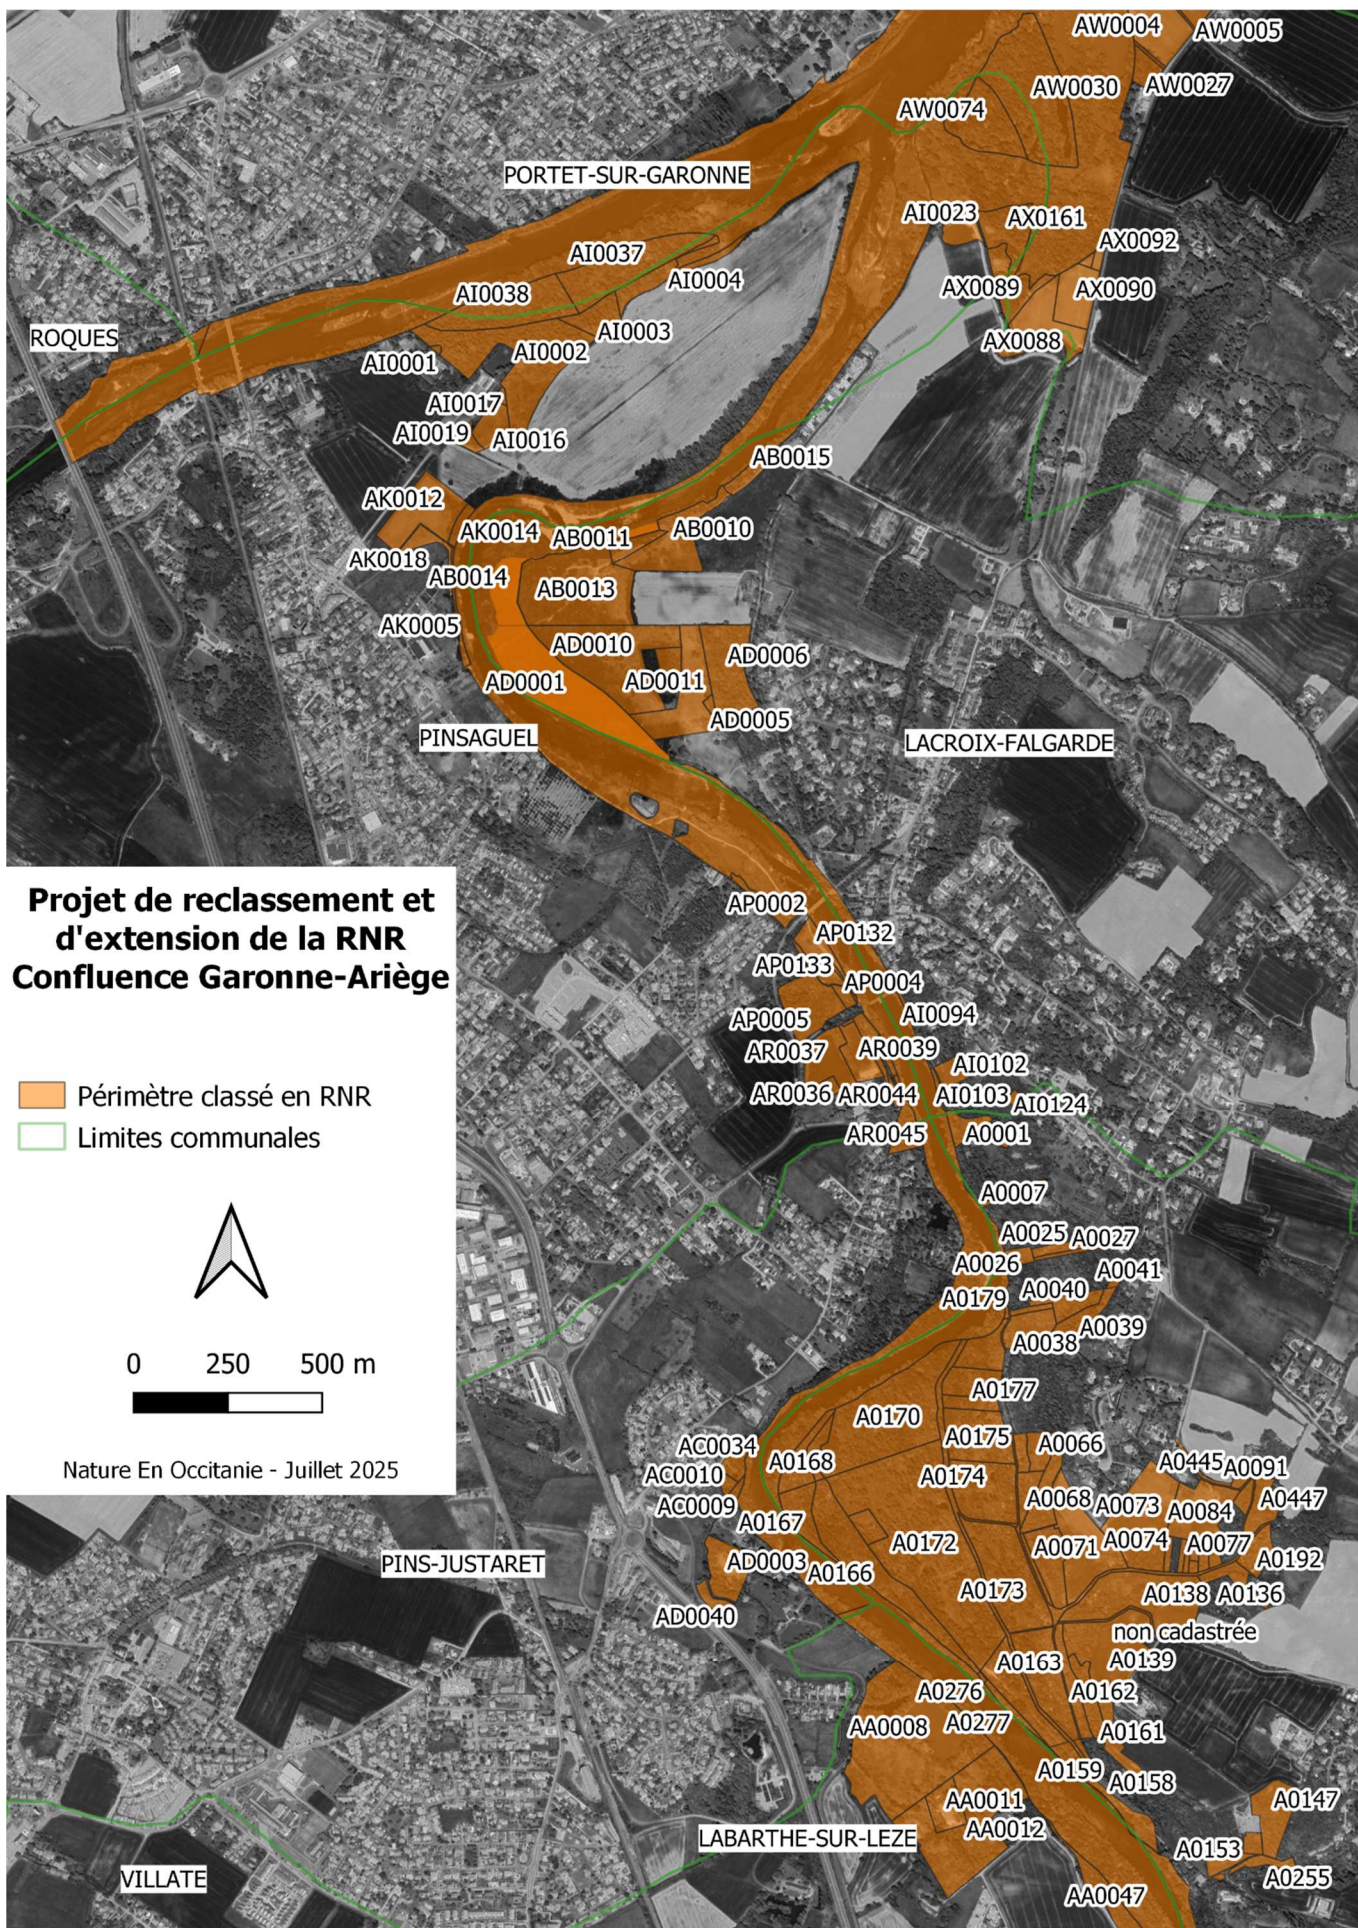 AW0004
AW0005
AW0030
AW0027
AW0074
PORTET-SUR-GARONNE
AI0023
AX0161
AX0092
AI0037
AI0004
AX0089
AX0090
AI0038
AI0003
ROQUES
AX0088
AI0001
AI0002
AI0017
AI0019
AI0016
AB0015
AK0012
AK0014
AB0011
AB0010
AK0018
AB0014
AB0013
AK0005
AD0010
AD0006
AD0001
AD0011
AD0005
PINSAGUEL
LACROIX-FALGARDE
Projet de reclassement et
d'extension de la RNR
Confluence Garonne-Ariège
Périmètre classé en RNR
Limites communales
0 250 500 m
Nature En Occitanie - Juillet 2025
AP0002
AP0132
AP0133
AP0004
AP0005
AI0094
AR0037
AR0039
AI0102
AR0036
AR0044
AI0103
AI0124
AR0045
A0001
A0007
A0025
A0027
A0026
A0041
A0040
A0179
A0039
A0038
A0177
A0170
AC0034
A0175
A0066
A0168
AC0010
A0174
A0445
A0091
AC0009
A0068
A0073
A0084
A0447
A0167
A0172
A0071
A0074
A0077
AD0003
A0166
A0192
PINS-JUSTARET
A0173
A0138
A0136
AD0040
non cadastrée
A0163
A0139
A0276
A0162
AA0008
A0277
A0161
A0159
A0158
AA0011
A0147
AA0012
LABARTHE-SUR-LEZE
A0153
VILLATE
A0255
AA0047